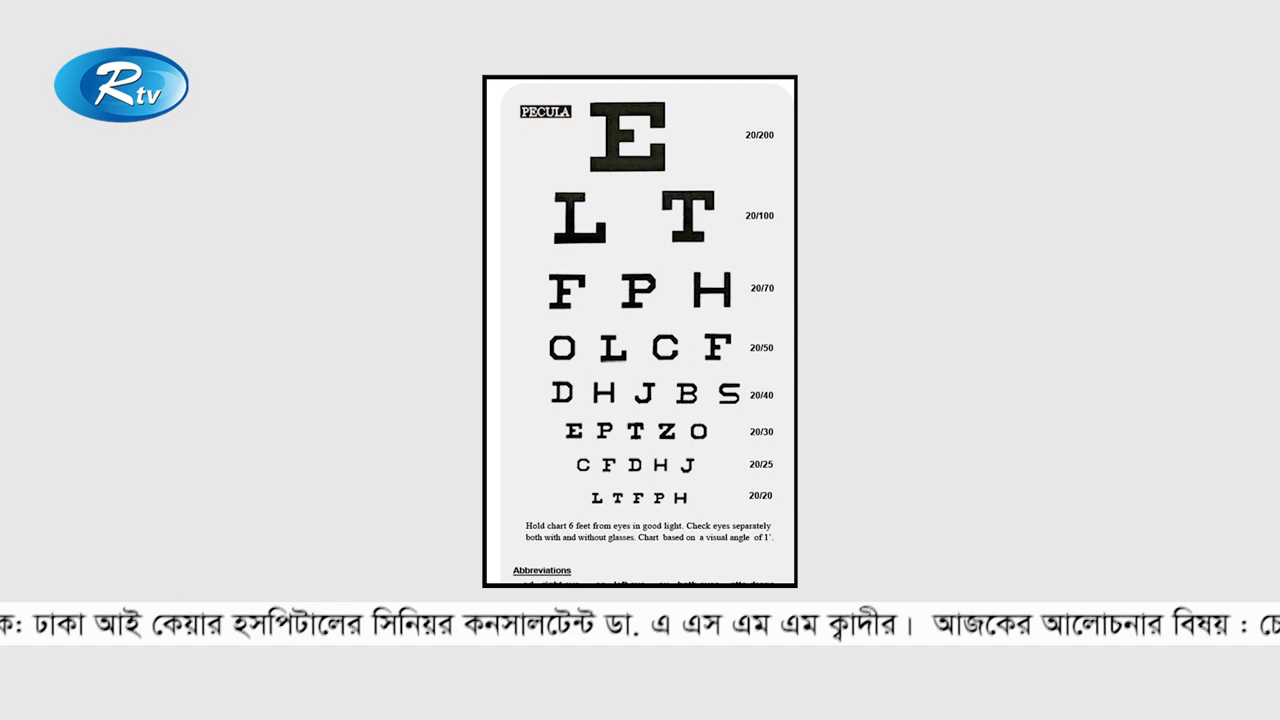 Rtv
PECULA
E
20/200
L T
20/100
F P H
20/70
O L C F
20/50
D H J B S
20/40
E P T Z O
20/30
C F D H J
20/25
L T F P H
20/20
Hold chart 6 feet from eyes in good light. Check eyes separately
both with and without glasses. Chart based on a visual angle of 1'.
Abbreviations
ঢাকা আই কেয়ার হসপিটালের সিনিয়র কনসালটেন্ট ডা. এ এস এম এম ক্বাদীর। আজকের আলোচনার বিষয় :